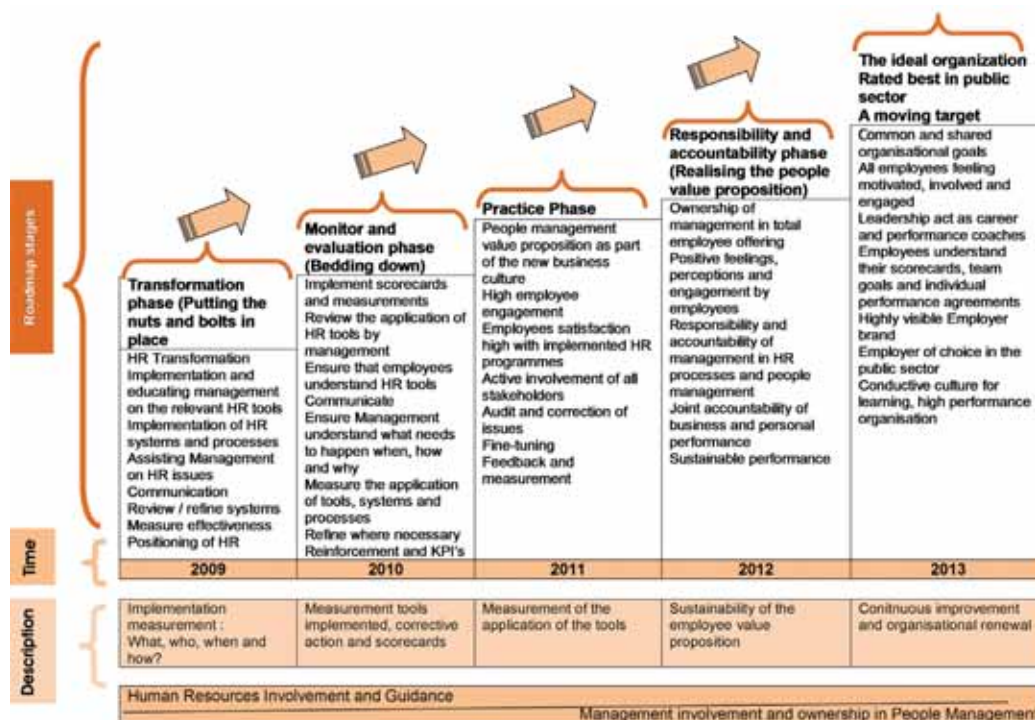 Roadmap stages
Transformation
phase (Putting the
nuts and bolts in
place
HR Transformation
Implementation and
educating management
on the relevant HR tools
Implementation of HR
systems and processes
Assisting Management
on HR issues
Communication
Review / refine systems
Measure effectiveness
Positioning of HR
Monitor and
evaluation phase
(Bedding down)
Implement scorecards
and measurements
Review the application of
HR tools by
management
Ensure that employees
understand HR tools
Communicate
Ensure Management
understand what needs
to happen when, how
and why
Measure the application
of tools, systems and
processes
Refine where necessary
Reinforcement and KPI's
Practice Phase
People management
value proposition as part
of the new business
culture
High employee
engagement
Employees satisfaction
high with implemented HR
programmes
Active involvement of all
stakeholders
Audit and correction of
issues
Fine-tuning
Feedback and
measurement
Responsibility and
accountability phase
(Realising the people
value proposition)
Ownership of
management in total
employee offering
Positive feelings,
perceptions and
engagement by
employees
Responsibility and
accountability of
management in HR
processes and people
management
Joint accountability of
business and personal
performance
Sustainable performance
The ideal organization
Rated best in public
sector
A moving target
Common and shared
organisational goals
All employees feeling
motivated, involved and
engaged
Leadership act as career
and performance coaches
Employees understand
their scorecards, team
goals and individual
performance agreements
Highly visible Employer
brand
Employer of choice in the
public sector
Conductive culture for
learning, high performance
organisation
Time
2009
2010
2011
2012
2013
Description
Implementation
measurement :
What, who, when and
how?
Measurement tools
implemented, corrective
action and scorecards
Measurement of the
application of the tools
Sustainability of the
employee value
proposition
Conitnuous improvement
and organisational renewal
Human Resources Involvement and Guidance
Management involvement and ownership in People Management